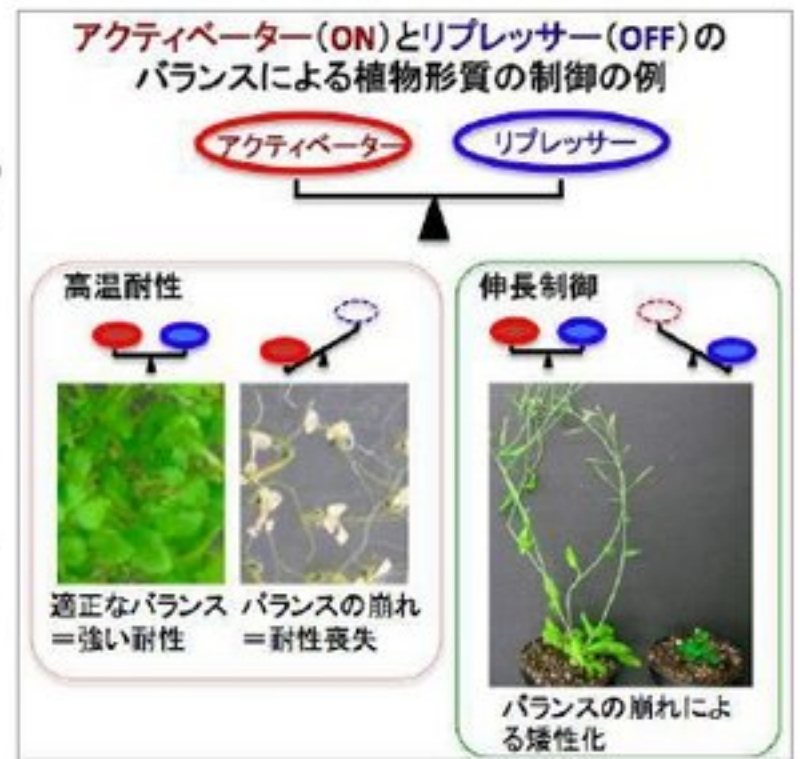 アクティベーター(ON)とリプレッサー(OFF)の
バランスによる植物形質の制御の例
アクティベーター
リプレッサー
高温耐性
適正なバランス
=強い耐性
バランスの崩れ
=耐性喪失
伸長制御
バランスの崩れによ
る矮性化